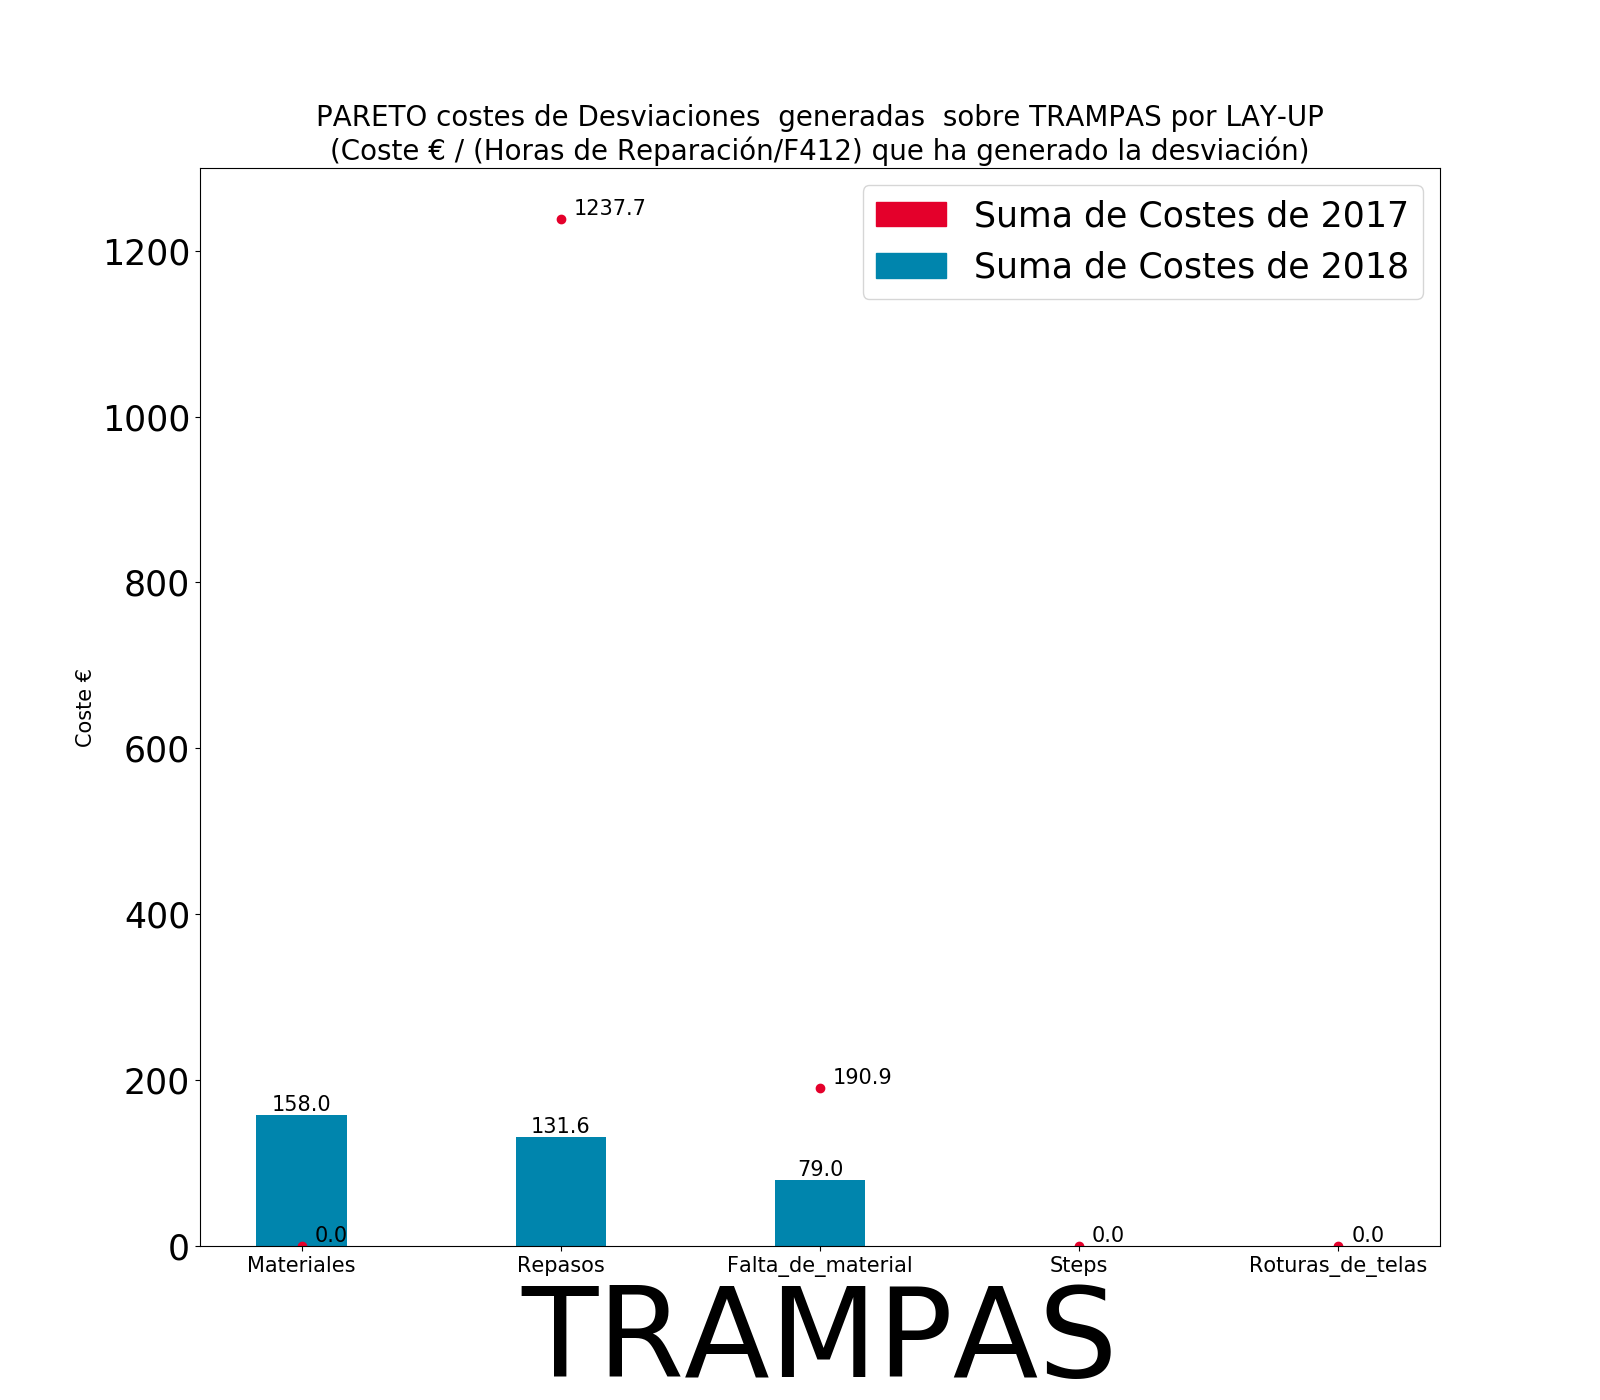 PARETO costes de Desviaciones  generadas  sobre TRAMPAS por LAY-UP
(Coste € / (Horas de Reparación/F412) que ha generado la desviación)
Suma de Costes de 2017
Suma de Costes de 2018
1237.7
1200
1000
800
600
400
200
0
Coste €
190.9
158.0
131.6
79.0
0.0
0.0
0.0
Materiales
Repasos
Falta_de_material
Steps
Roturas_de_telas
TRAMPAS